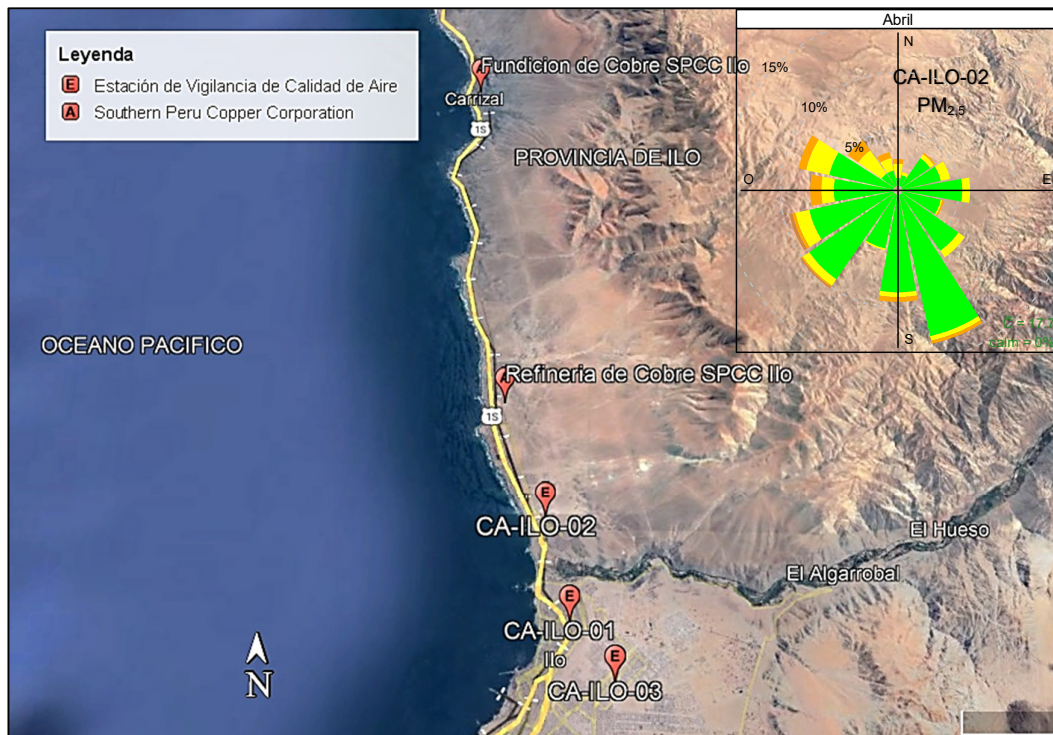 Leyenda
E Estación de Vigilancia de Calidad de Aire
A Southern Peru Copper Corporation
Abril
N
15%
CA-ILO-02
PM2,5
10%
5%
O
E
S
calm = 0%
A
Fundicion de Cobre SPCC Ilo
Carrizal
1S
PROVINCIA DE ILO
OCEANO PACIFICO
Refineria de Cobre SPCC Ilo
1S
E
CA-ILO-02
El Hueso
El Algarrobal
E
CA-ILO-01
Ilo
E
CA-ILO-03
N